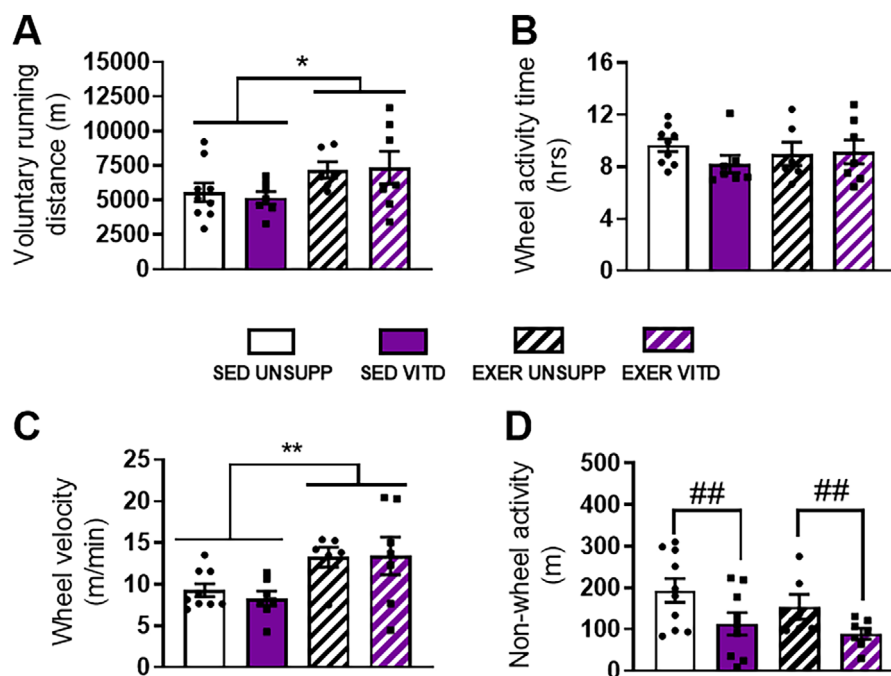 A
Voluntary running
distance (m)
15000
12500
10000
7500
5000
2500
0
*
B
Wheel activity time
(hrs)
16
12
8
4
0
SED UNSUPP SED VITD EXER UNSUPP EXER VITD
C
Wheel velocity
(m/min)
25
20
15
10
5
0
**
D
Non-wheel activity
(m)
500
400
300
200
100
0
## ##